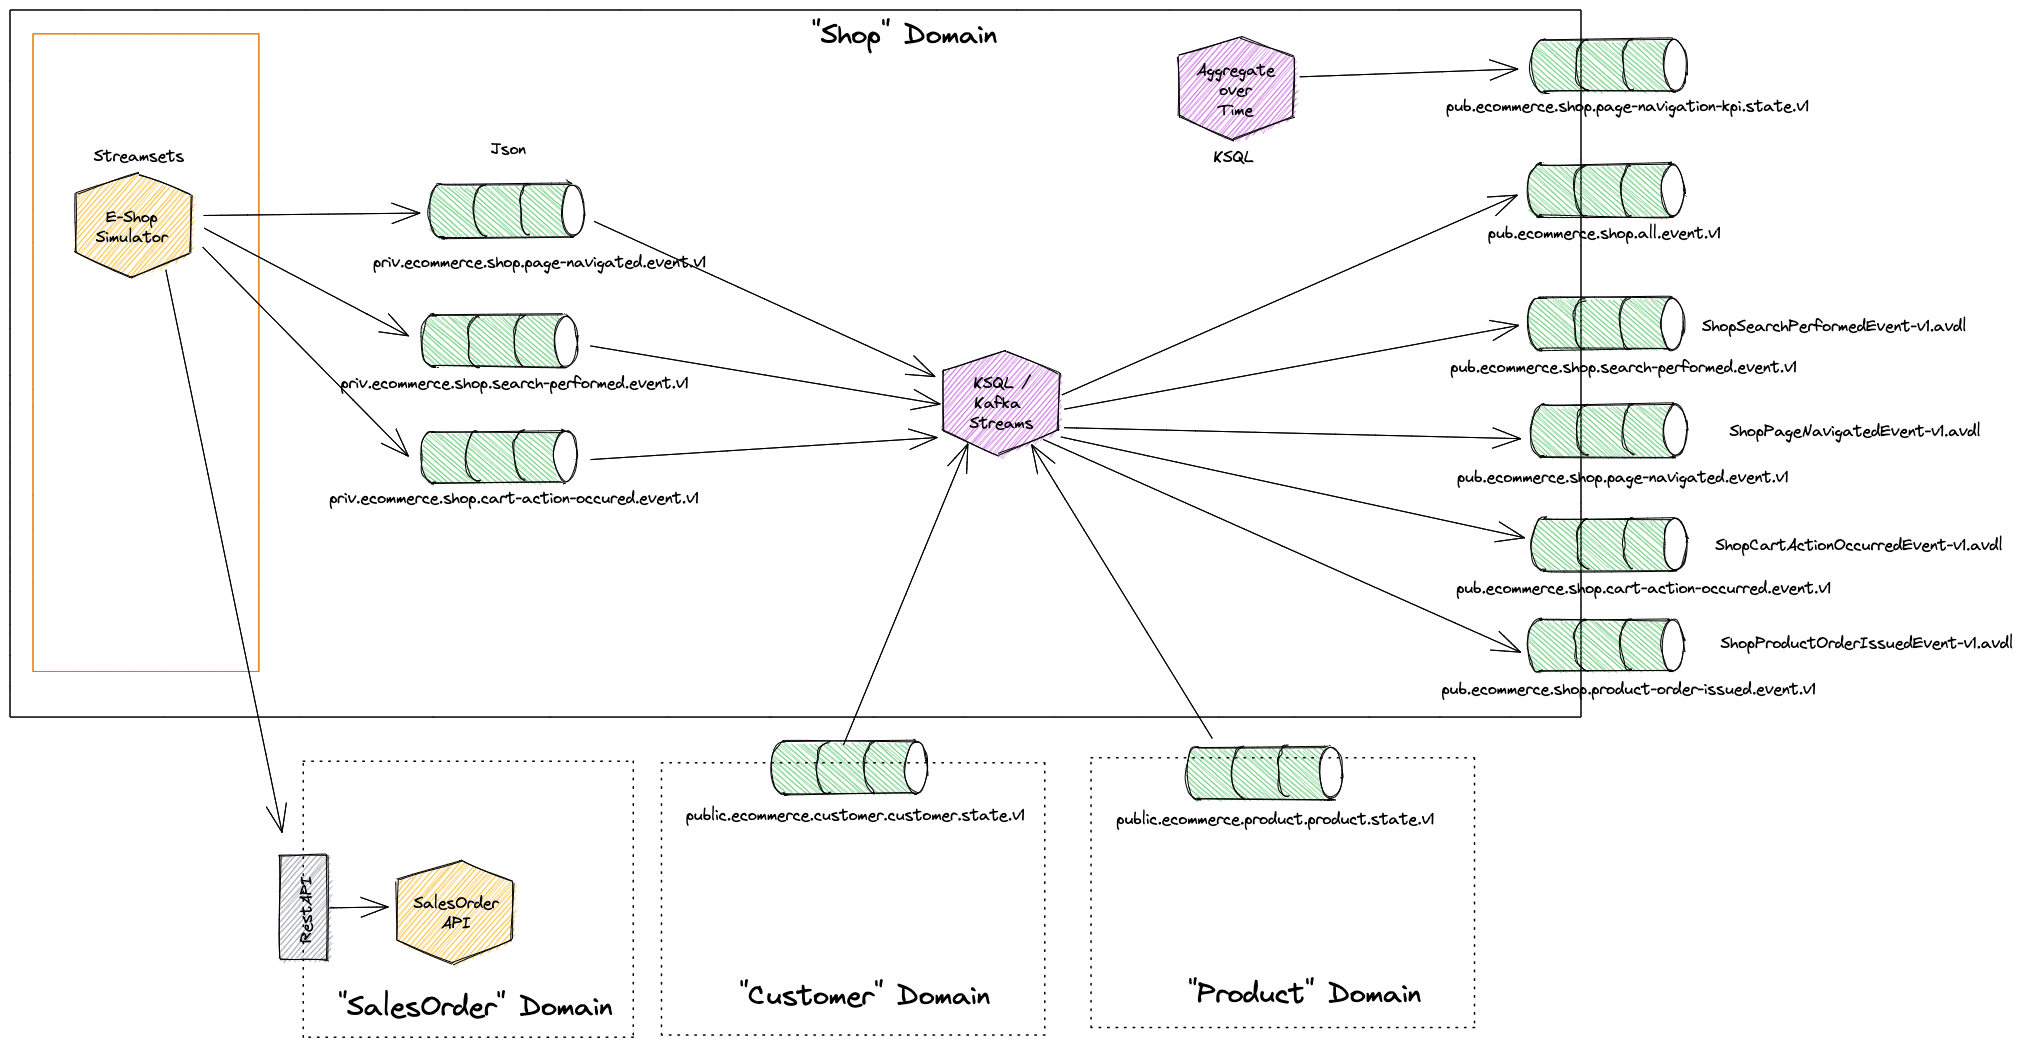 "Shop" Domain
Aggregate
over
Time
KSQL
pub.ecommerce.shop.page-navigation-kpi.state.v1
Streamsets
E-Shop
Simulator
Json
priv.ecommerce.shop.page-navigated.event.v1
priv.ecommerce.shop.search-performed.event.v1
priv.ecommerce.shop.cart-action-occured.event.v1
KSQL /
Kafka
Streams
pub.ecommerce.shop.all.event.v1
ShopSearchPerformedEvent-v1.avdl
pub.ecommerce.shop.search-performed.event.v1
ShopPageNavigatedEvent-v1.avdl
pub.ecommerce.shop.page-navigated.event.v1
ShopCartActionOccurredEvent-v1.avdl
pub.ecommerce.shop.cart-action-occurred.event.v1
ShopProductOrderIssuedEvent-v1.avdl
pub.ecommerce.shop.product-order-issued.event.v1
public.ecommerce.customer.customer.state.v1
public.ecommerce.product.product.state.v1
RestAPI
SalesOrder
API
"SalesOrder" Domain
"Customer" Domain
"Product" Domain